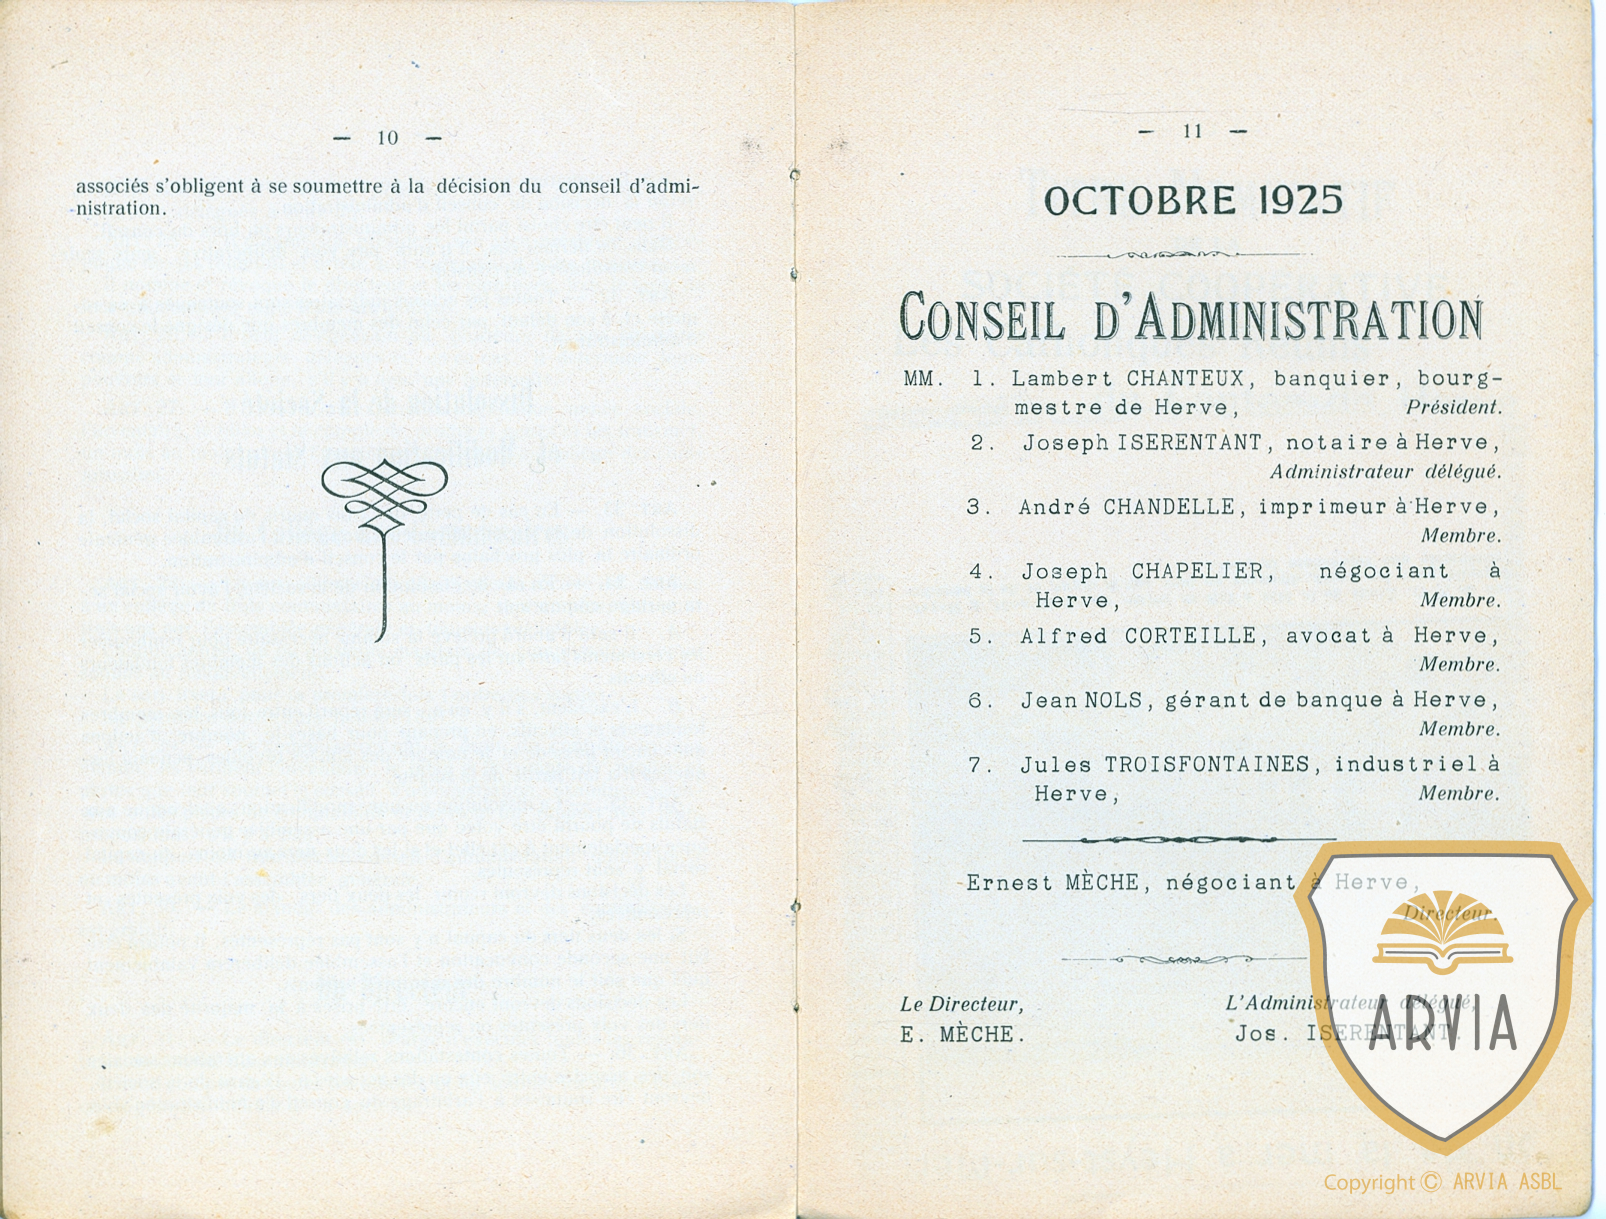 — 10 —
associés s'obligent à se soumettre à la décision du conseil d'admi-
nistration.
— 11 —
OCTOBRE 1925
CONSEIL D'ADMINISTRATION
MM. 1. Lambert CHANTEUX, banquier, bourg-
mestre de Herve, Président.
2. Joseph ISERENTANT, notaire à Herve,
Administrateur délégué.
3. André CHANDELLE, imprimeur à Herve,
Membre.
4. Joseph CHAPELIER, négociant à
Herve, Membre.
5. Alfred CORTEILLE, avocat à Herve,
Membre.
6. Jean NOLS, gérant de banque à Herve,
Membre.
7. Jules TROISFONTAINES, industriel à
Herve, Membre.
Ernest MÈCHE, négociant à Herve,
Directeur.
Le Directeur, L'Administrateur délégué,
E. MÈCHE. Jos. ISERENTANT.
ARVIA
Copyright © ARVIA ASBL